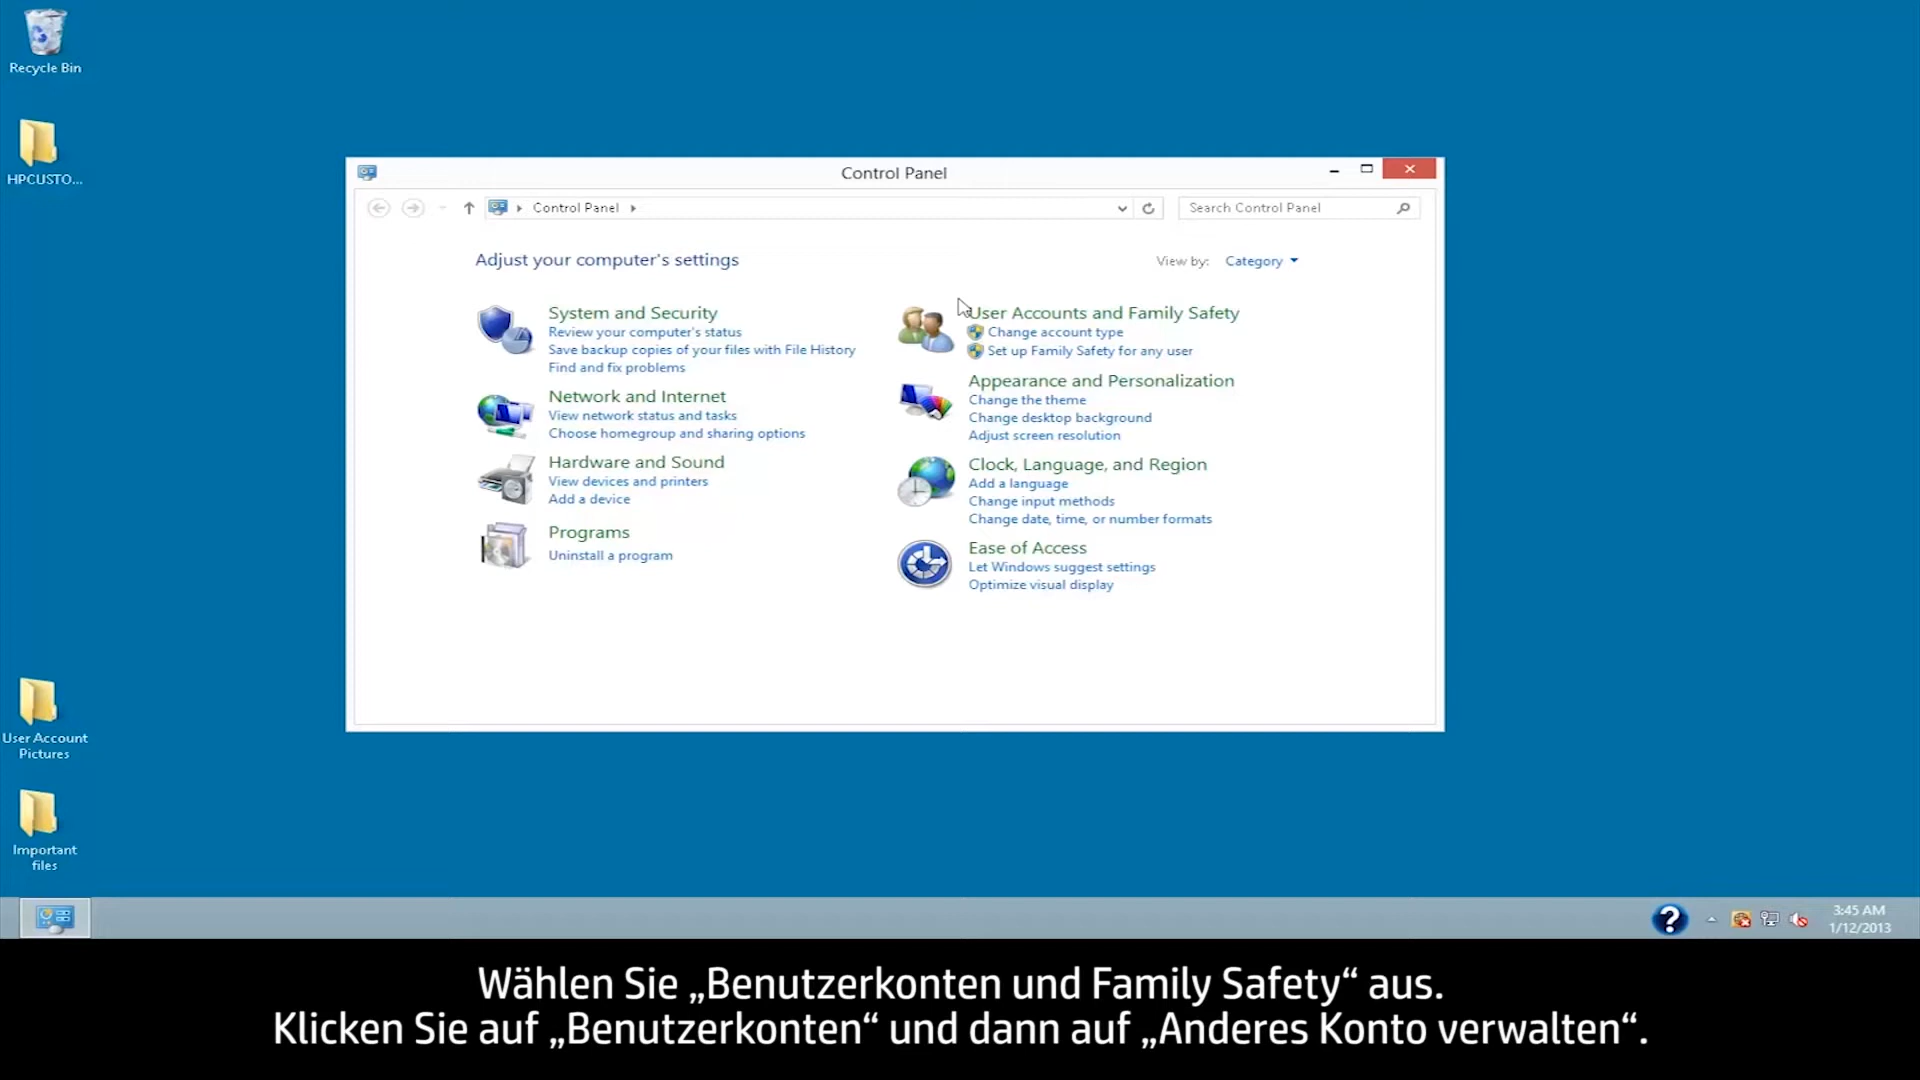 Recycle Bin
HPCUSTO...
User Account
Pictures
Important
files
Control Panel
Control Panel
Search Control Panel
Adjust your computer's settings
View by: Category
System and Security
Review your computer's status
Save backup copies of your files with File History
Find and fix problems
Network and Internet
View network status and tasks
Choose homegroup and sharing options
Hardware and Sound
View devices and printers
Add a device
Programs
Uninstall a program
User Accounts and Family Safety
Change account type
Set up Family Safety for any user
Appearance and Personalization
Change the theme
Change desktop background
Adjust screen resolution
Clock, Language, and Region
Add a language
Change input methods
Change date, time, or number formats
Ease of Access
Let Windows suggest settings
Optimize visual display
3:45 AM
1/12/2013
Wählen Sie „Benutzerkonten und Family Safety“ aus.
Klicken Sie auf „Benutzerkonten“ und dann auf „Anderes Konto verwalten“.